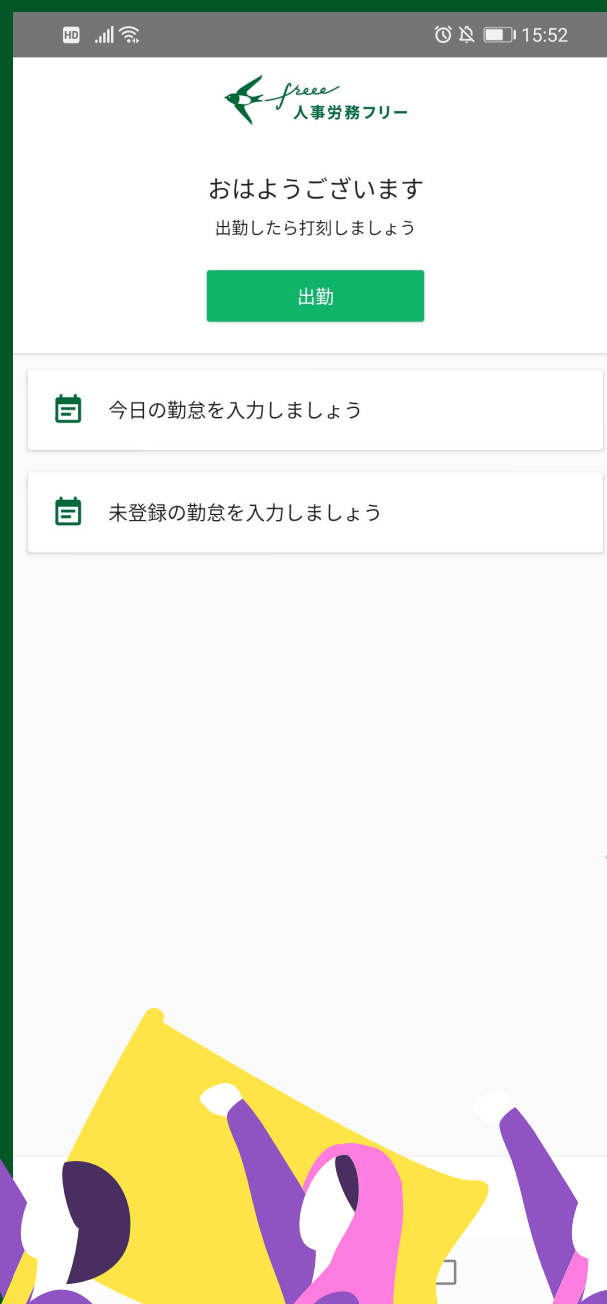 HD
15:52
freee
人事労務フリー
おはようございます
出勤したら打刻しましょう
出勤
今日の勤怠を入力しましょう
未登録の勤怠を入力しましょう